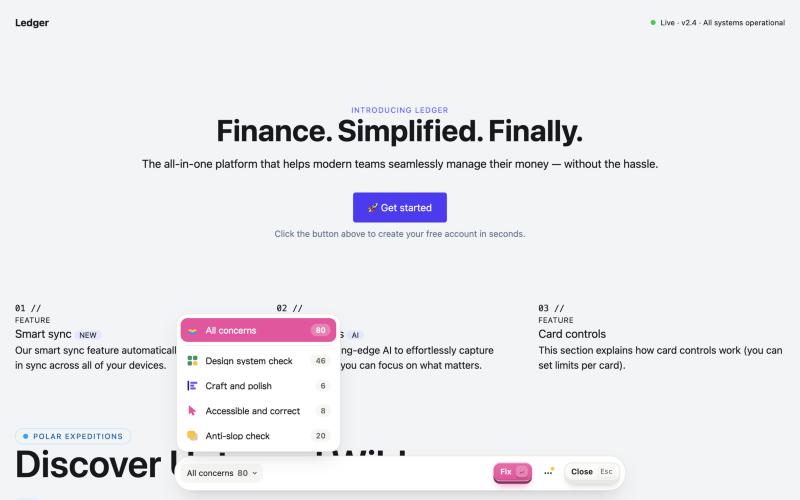 Ledger
Live · v2.4 · All systems operational
INTRODUCING LEDGER
Finance. Simplified. Finally.
The all-in-one platform that helps modern teams seamlessly manage their money — without the hassle.
🚀 Get started
Click the button above to create your free account in seconds.
01 //
FEATURE
Smart sync NEW
Our smart sync feature automatical
in sync across all of your devices.
02 //
AI
ng-edge AI to effortlessly capture
you can focus on what matters.
03 //
FEATURE
Card controls
This section explains how card controls work (you can
set limits per card).
All concerns 80
Design system check 46
Craft and polish 6
Accessible and correct 8
Anti-slop check 20
POLAR EXPEDITIONS
Discover
All concerns 80
Fix
Close Esc